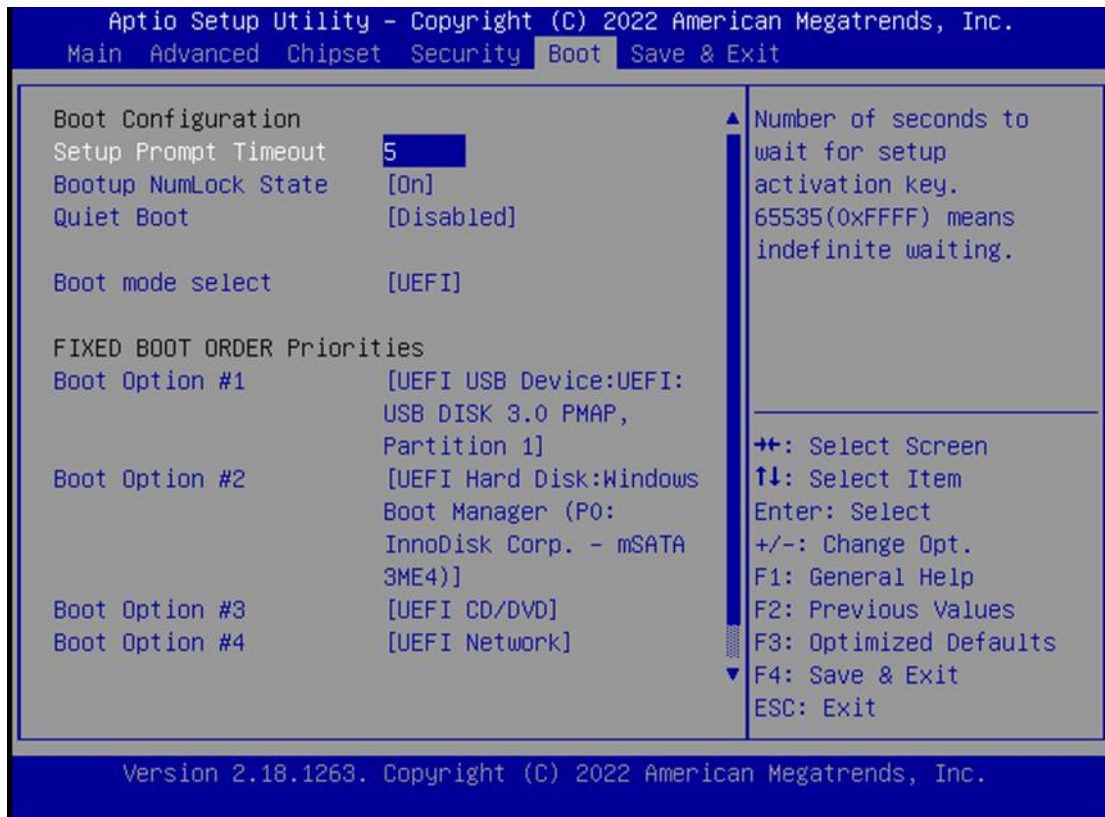 Aptio Setup Utility – Copyright (C) 2022 American Megatrends, Inc.
Main Advanced Chipset Security Boot Save & Exit
Boot Configuration
Setup Prompt Timeout 5
Bootup NumLock State [On]
Quiet Boot [Disabled]
Boot mode select [UEFI]
FIXED BOOT ORDER Priorities
Boot Option #1 [UEFI USB Device:UEFI:
USB DISK 3.0 PMAP,
Partition 1]
Boot Option #2 [UEFI Hard Disk:Windows
Boot Manager (P0:
InnoDisk Corp. – mSATA
3ME4)]
Boot Option #3 [UEFI CD/DVD]
Boot Option #4 [UEFI Network]
Number of seconds to
wait for setup
activation key.
65535(0xFFFF) means
indefinite waiting.
→←: Select Screen
↑↓: Select Item
Enter: Select
+/-: Change Opt.
F1: General Help
F2: Previous Values
F3: Optimized Defaults
F4: Save & Exit
ESC: Exit
Version 2.18.1263. Copyright (C) 2022 American Megatrends, Inc.